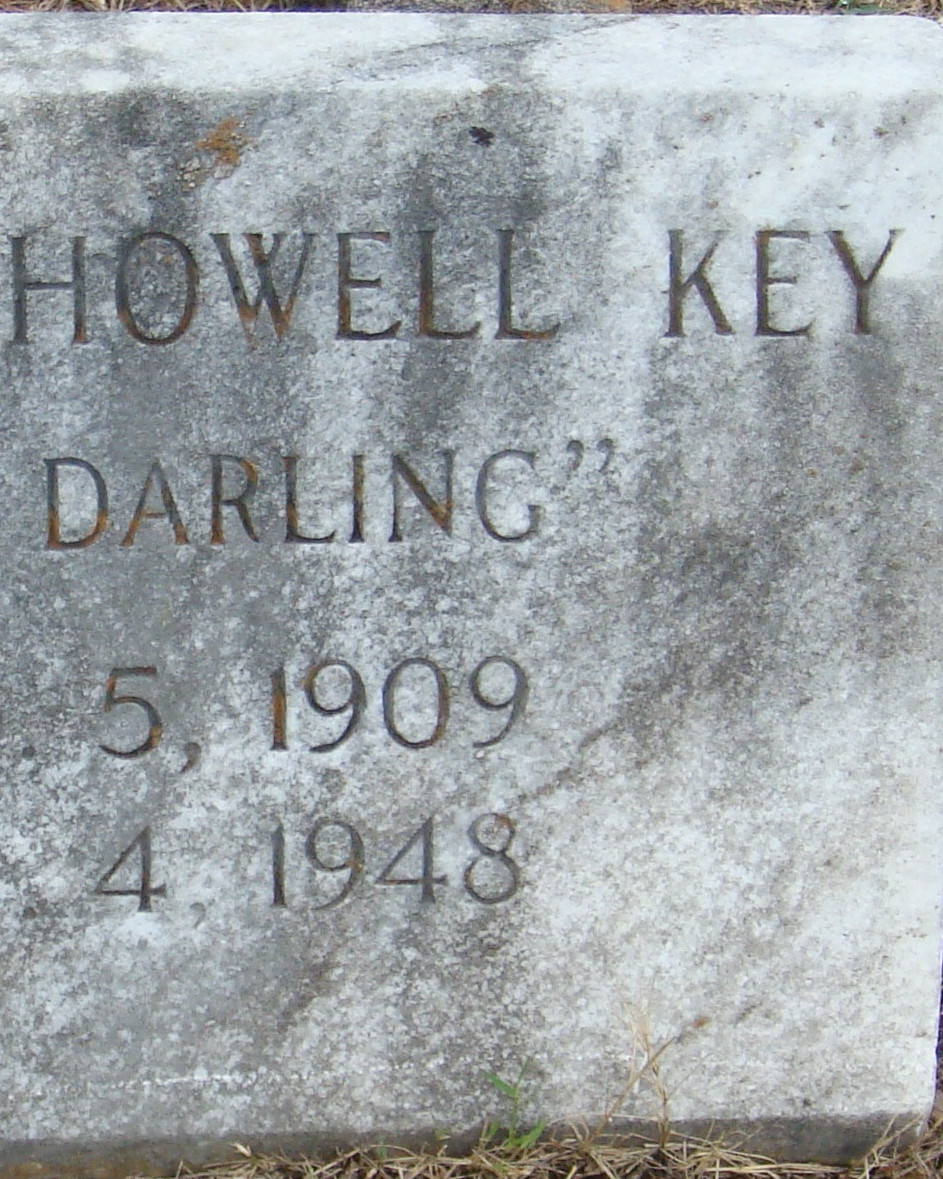 HOWELL KEY
DARLING”
5, 1909
4, 1948